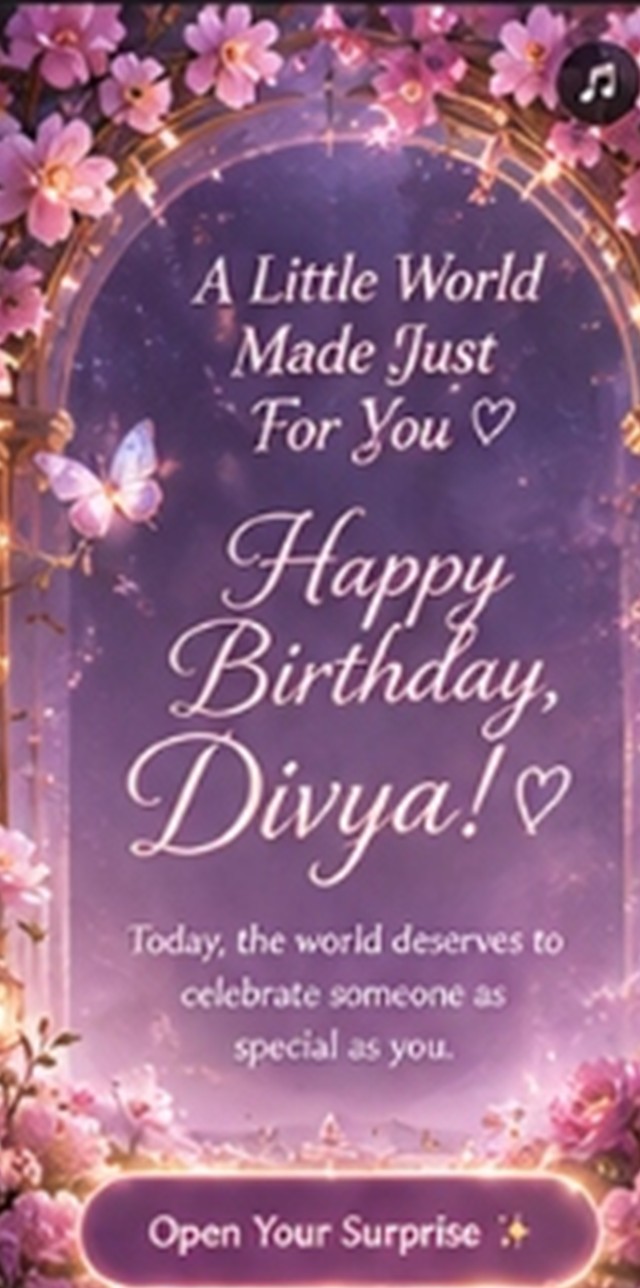 A Little World
Made Just
For You ♡
Happy
Birthday,
Divya! ♡
Today, the world deserves to
celebrate someone as
special as you.
Open Your Surprise ✨